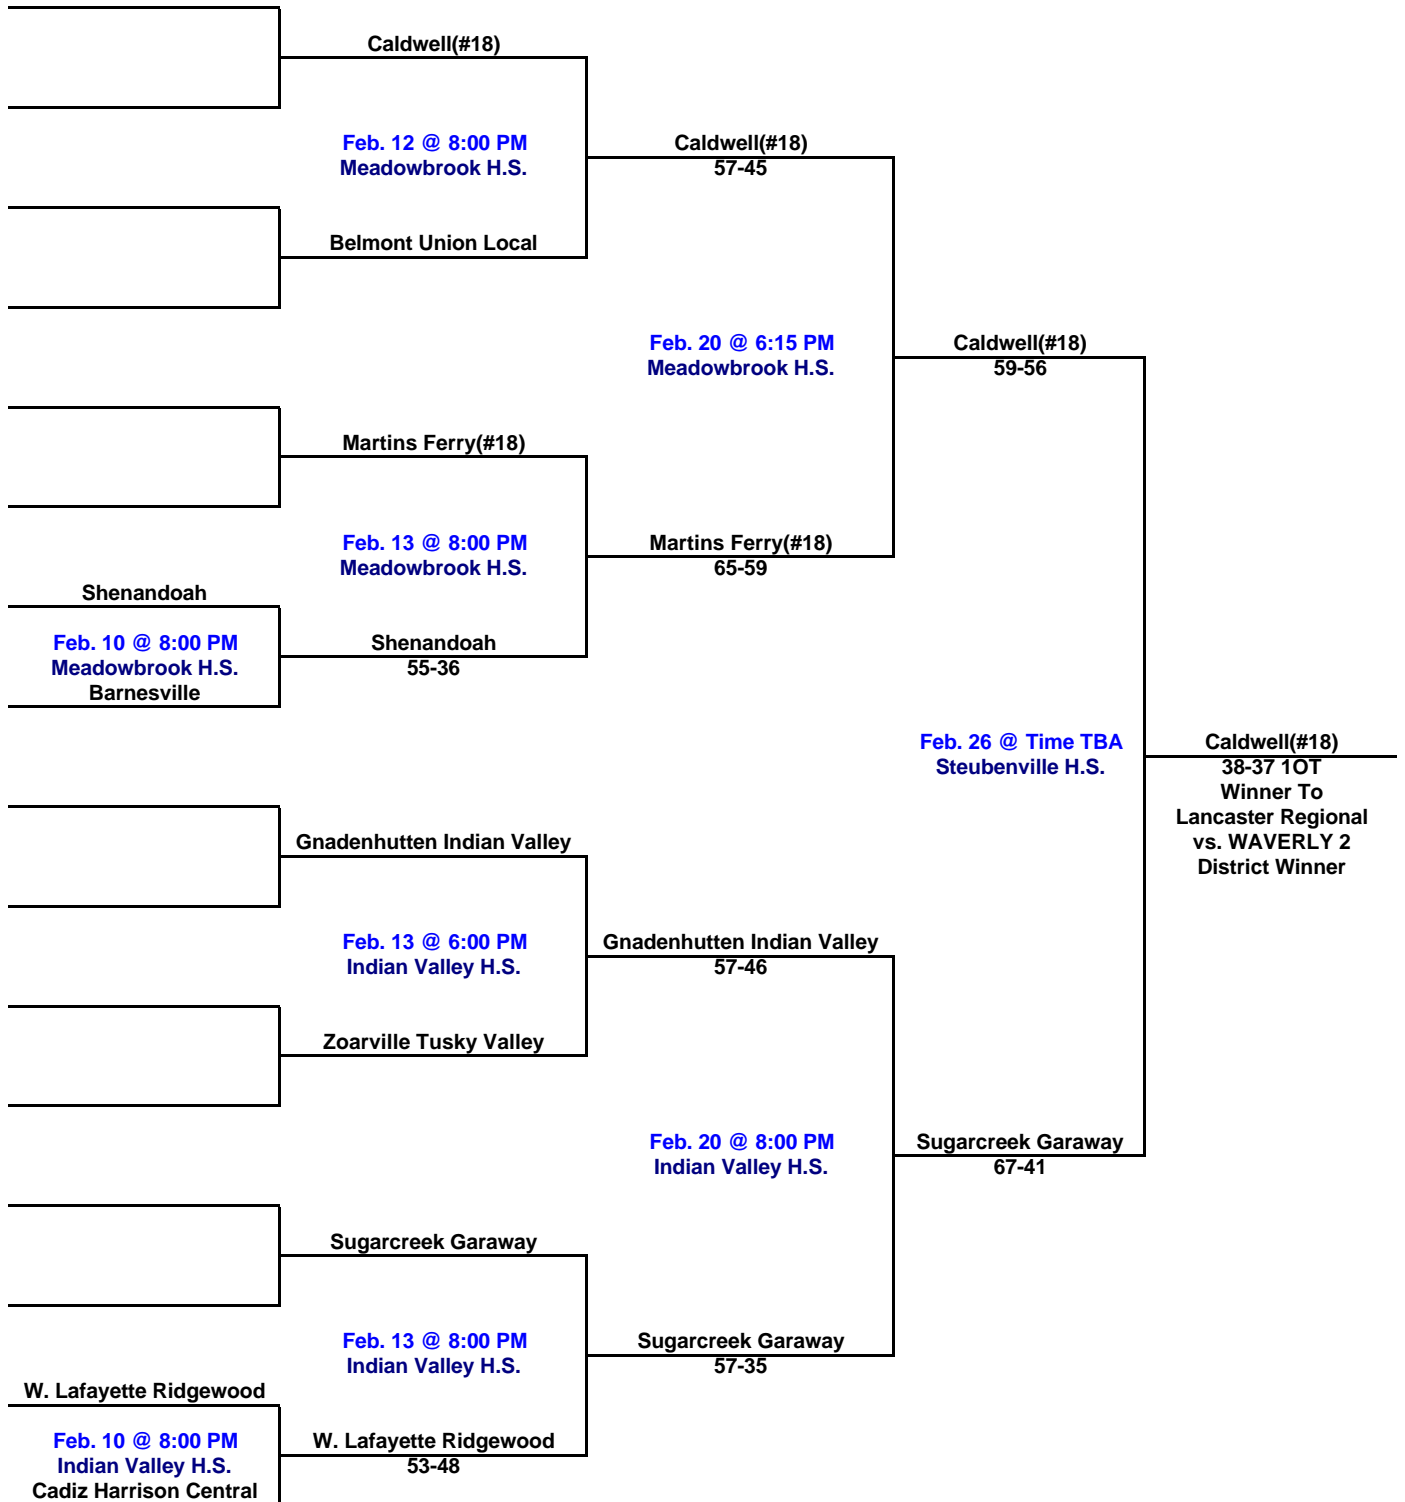 Caldwell(#18)
Feb. 12 @ 8:00 PM
Meadowbrook H.S.
Caldwell(#18)
57-45
Belmont Union Local
Feb. 20 @ 6:15 PM
Meadowbrook H.S.
Caldwell(#18)
59-56
Martins Ferry(#18)
Feb. 13 @ 8:00 PM
Meadowbrook H.S.
Martins Ferry(#18)
65-59
Shenandoah
Feb. 10 @ 8:00 PM
Meadowbrook H.S.
Barnesville
Shenandoah
55-36
Feb. 26 @ Time TBA
Steubenville H.S.
Caldwell(#18)
38-37 1OT
Winner To
Lancaster Regional
vs. WAVERLY 2
District Winner
Gnadenhutten Indian Valley
Feb. 13 @ 6:00 PM
Indian Valley H.S.
Gnadenhutten Indian Valley
57-46
Zoarville Tusky Valley
Feb. 20 @ 8:00 PM
Indian Valley H.S.
Sugarcreek Garaway
67-41
Sugarcreek Garaway
Feb. 13 @ 8:00 PM
Indian Valley H.S.
Sugarcreek Garaway
57-35
W. Lafayette Ridgewood
Feb. 10 @ 8:00 PM
Indian Valley H.S.
Cadiz Harrison Central
W. Lafayette Ridgewood
53-48